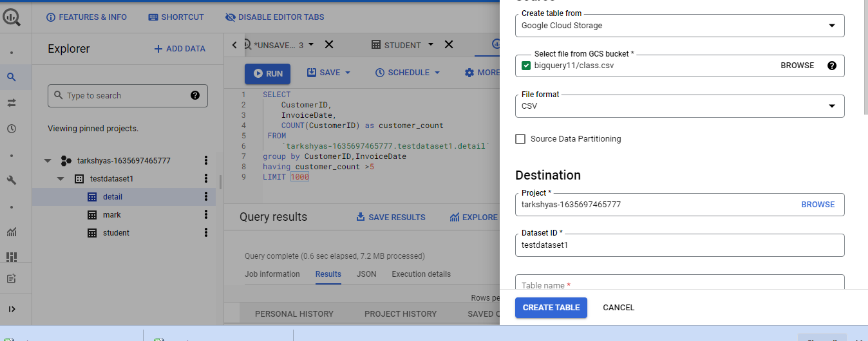 FEATURES & INFO
SHORTCUT
DISABLE EDITOR TABS
Explorer
+ ADD DATA
Type to search
Viewing pinned projects.
tarkshyas-1635697465777
testdataset1
detail
mark
student
*UNSAVE... 3
STUDENT
RUN
SAVE
SCHEDULE
MORE
1 SELECT
2 CustomerID,
3 InvoiceDate,
4 COUNT(CustomerID) as customer_count
5 FROM
6 `tarkshyas-1635697465777.testdataset1.detail`
7 group by CustomerID,InvoiceDate
8 having customer_count >5
9 LIMIT 1000
Query results
SAVE RESULTS
EXPLORE
Query complete (0.6 sec elapsed, 7.2 MB processed)
Job information
Results
JSON
Execution details
Rows pe
PERSONAL HISTORY
PROJECT HISTORY
SAVED
Create table from
Google Cloud Storage
Select file from GCS bucket *
bigquery11/class.csv
BROWSE
File format
CSV
Source Data Partitioning
Destination
Project *
tarkshyas-1635697465777
BROWSE
Dataset ID *
testdataset1
Table name *
CREATE TABLE
CANCEL